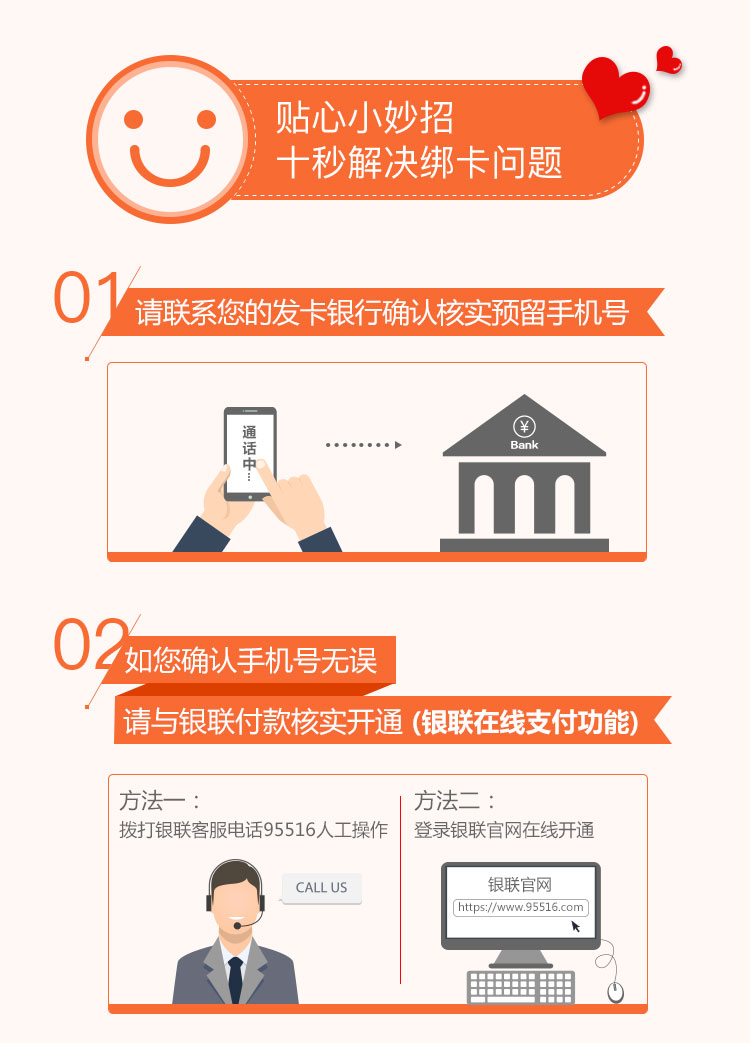 贴心小妙招
十秒解决绑卡问题
01
请联系您的发卡银行确认核实预留手机号
通话中...
¥
Bank
02
如您确认手机号无误
请与银联付款核实开通 (银联在线支付功能)
方法一：
拨打银联客服电话95516人工操作
CALL US
方法二：
登录银联官网在线开通
银联官网
https://www.95516.com